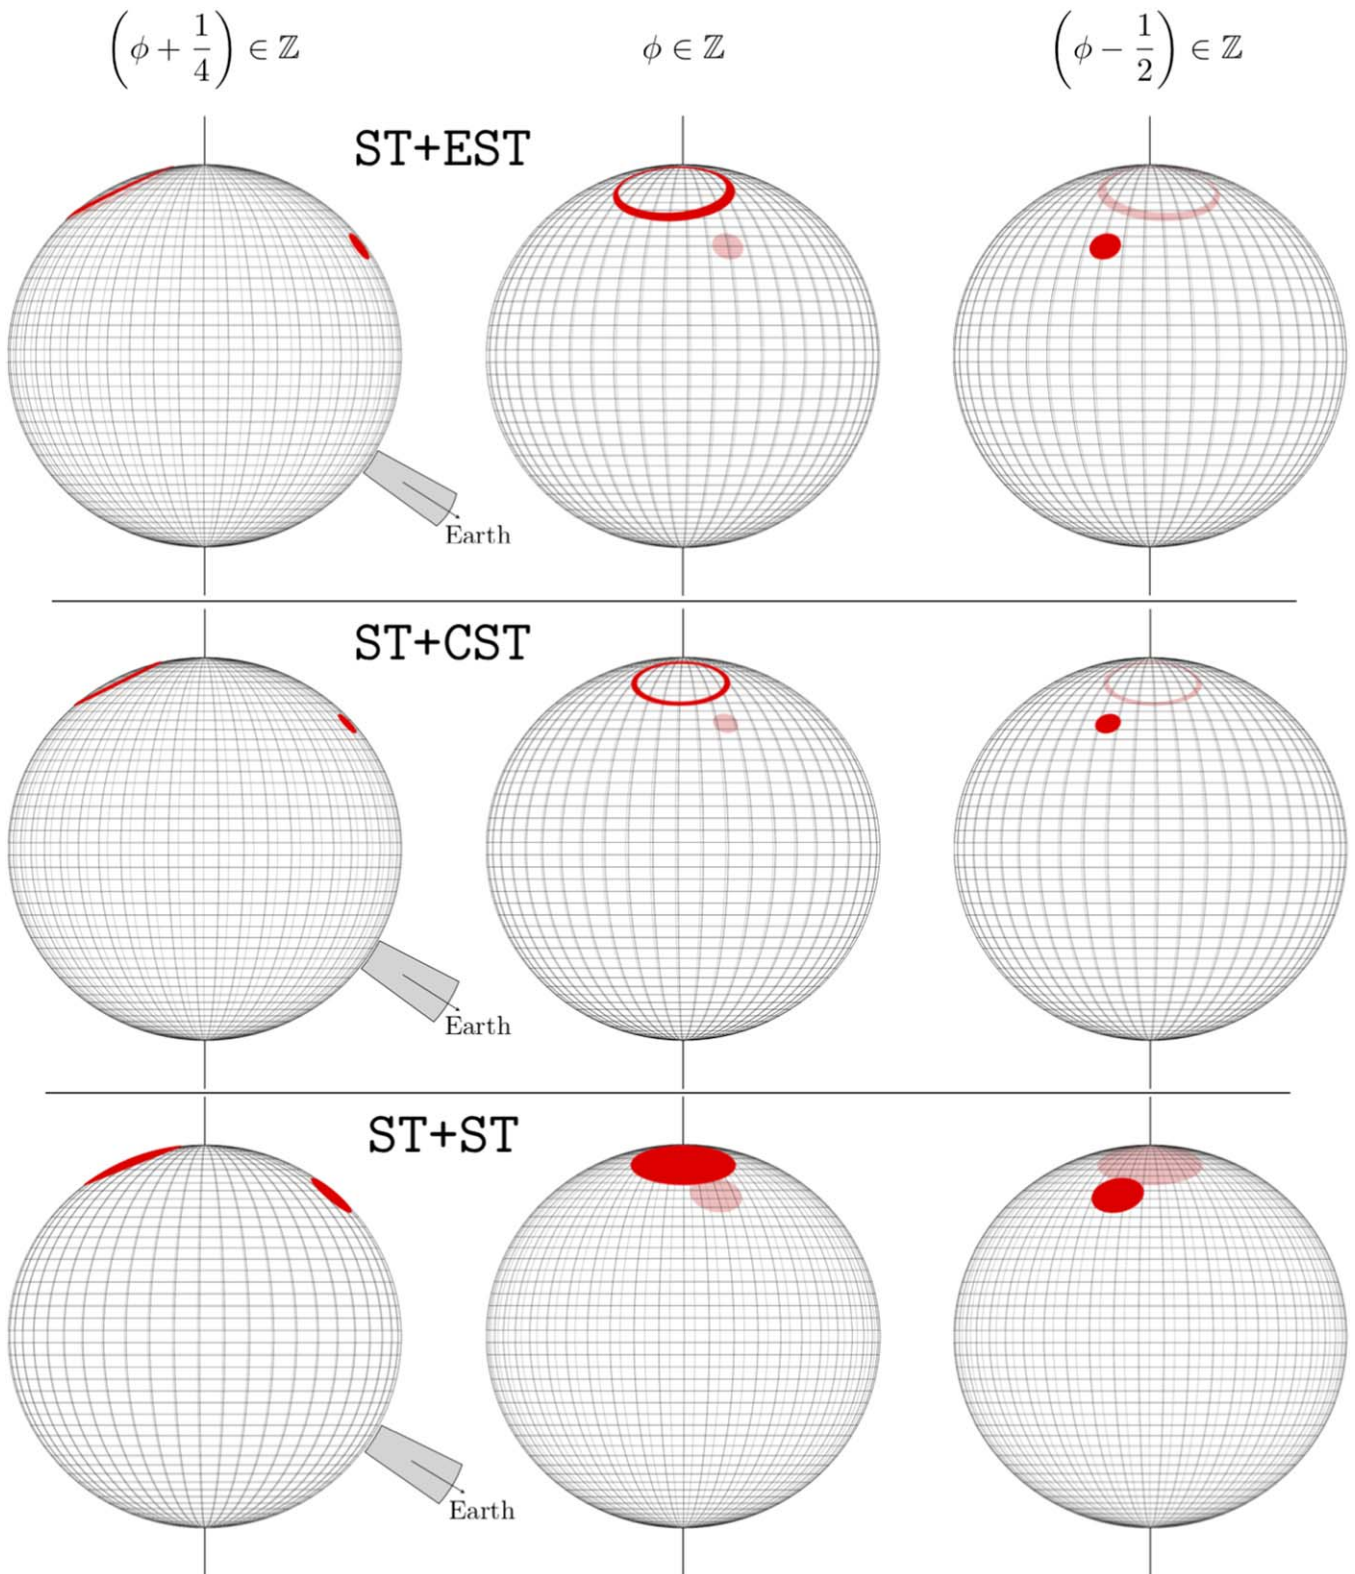 (ϕ + 1/4) ∈ ℤ
ϕ ∈ ℤ
(ϕ − 1/2) ∈ ℤ
ST+EST
Earth
ST+CST
Earth
ST+ST
Earth